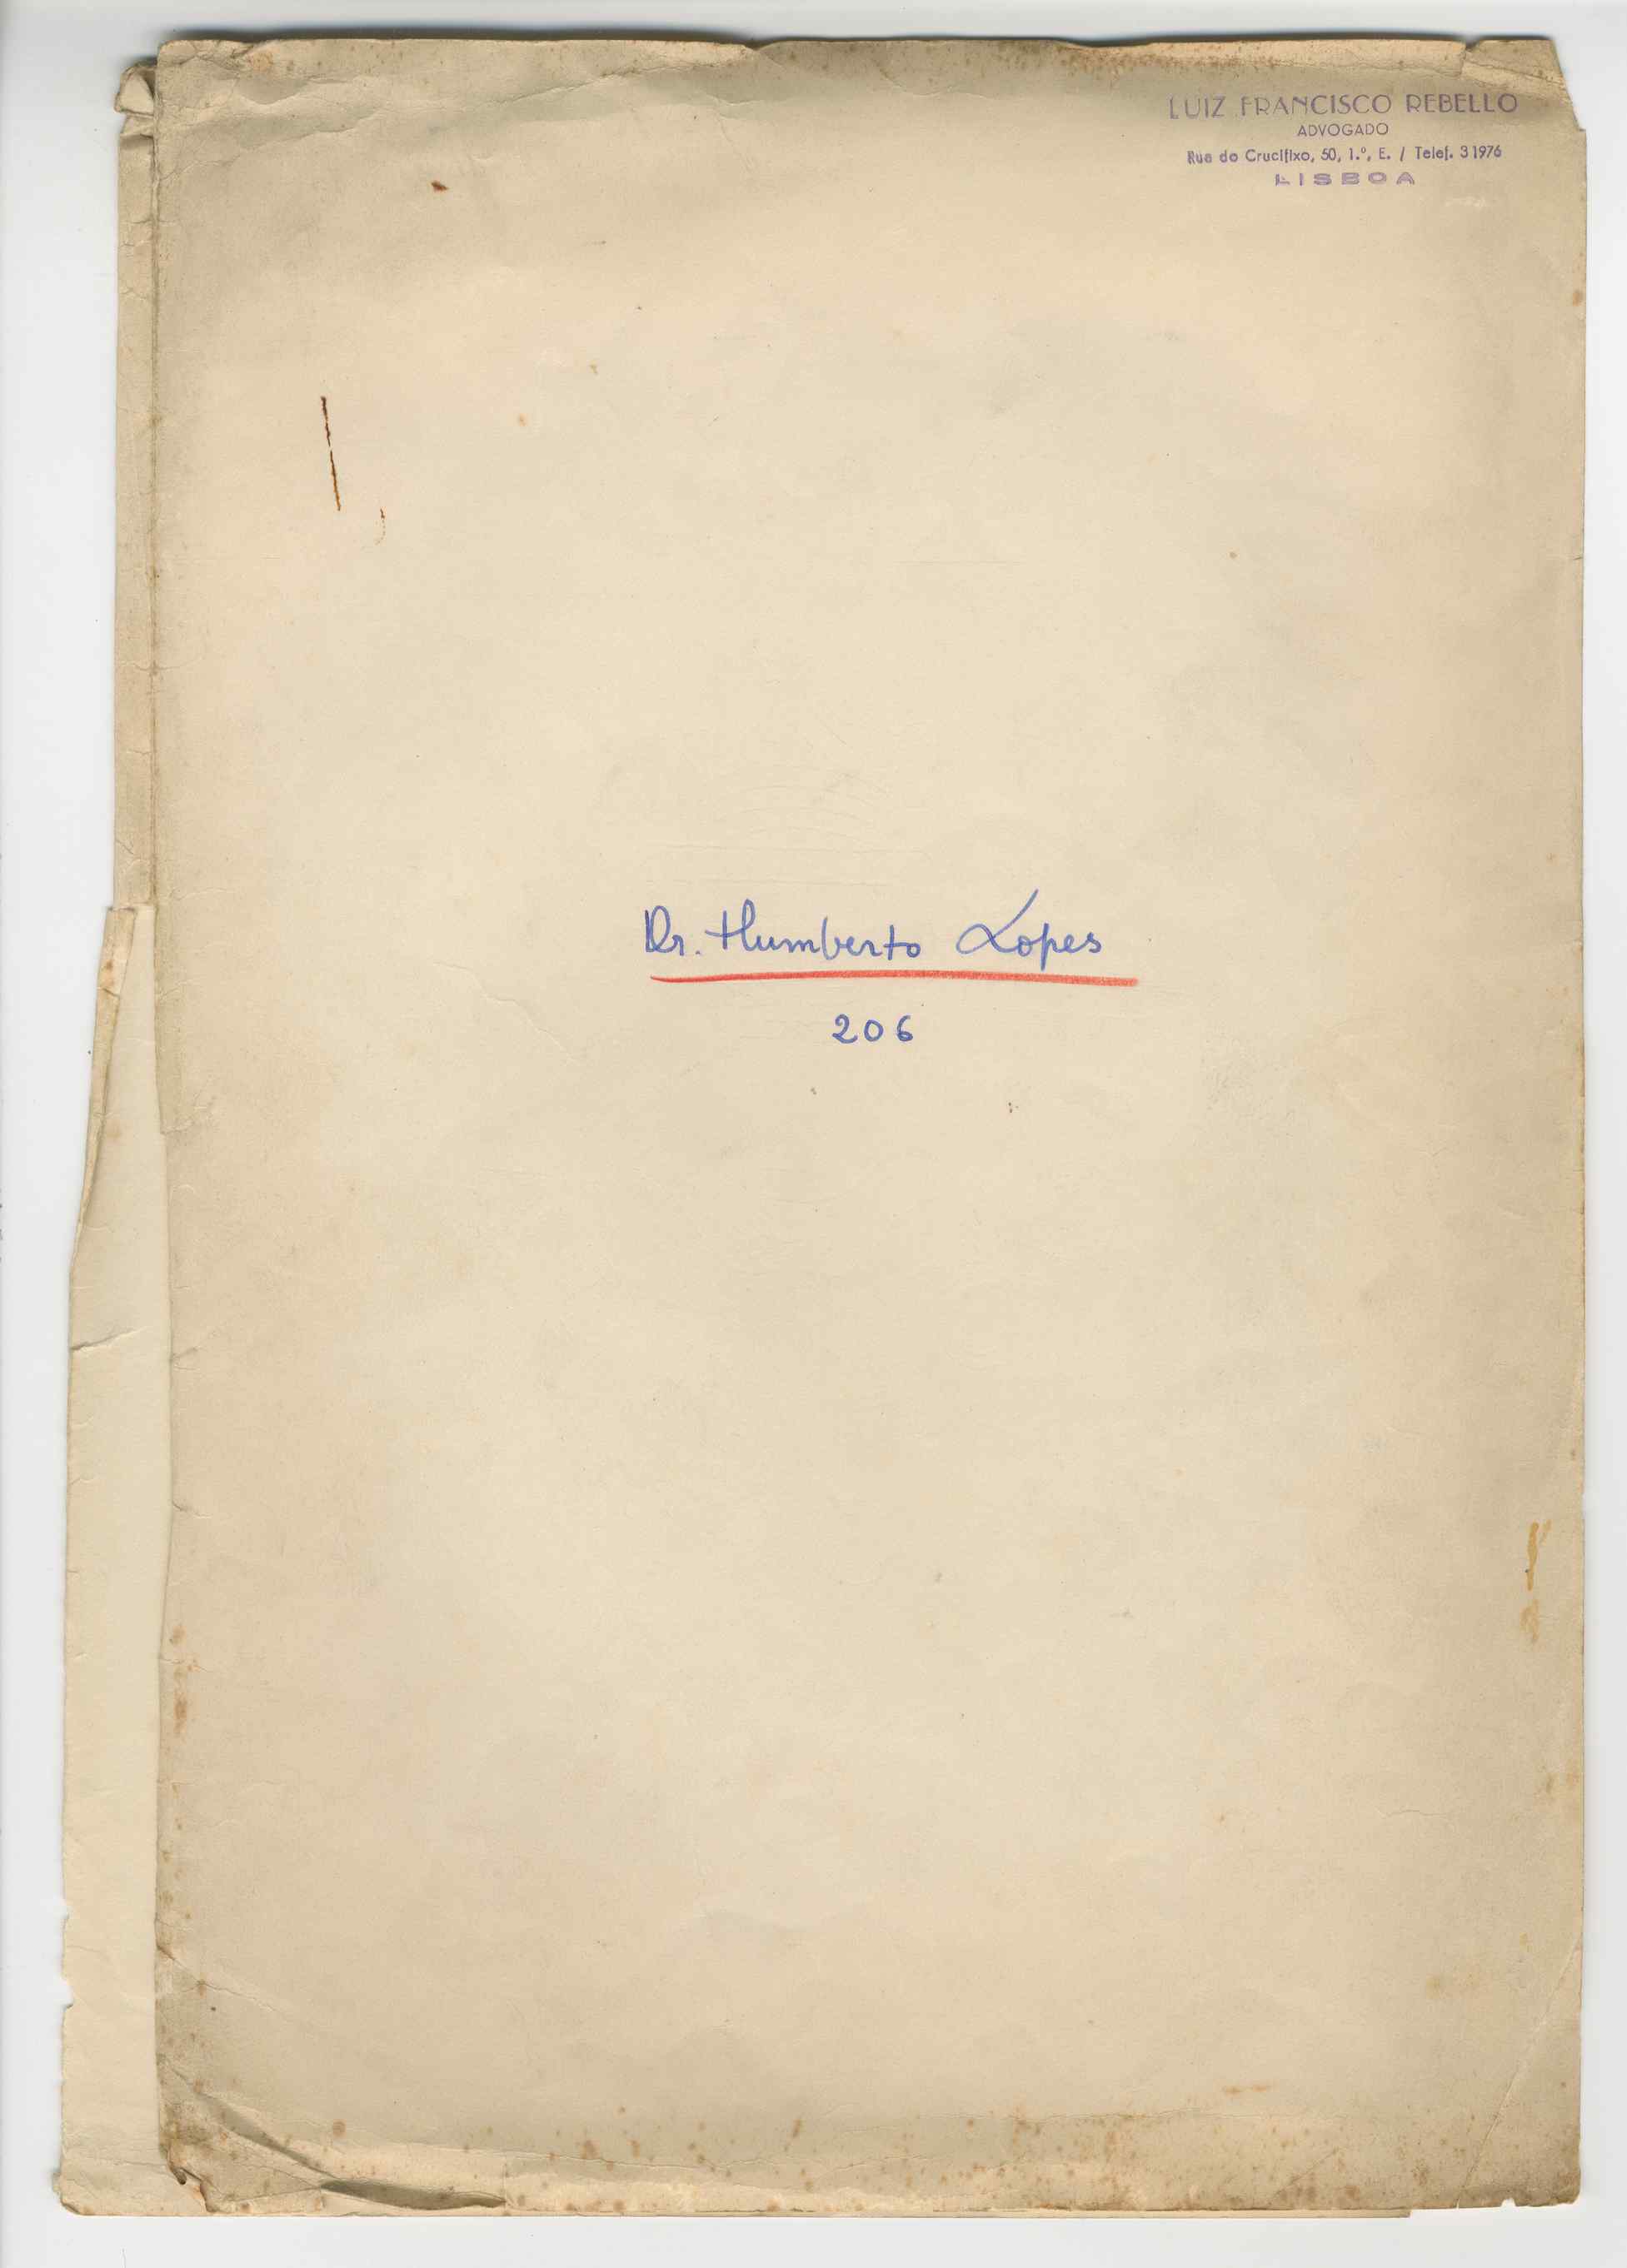 LUIZ FRANCISCO REBELLO
ADVOGADO
Rua do Crucifixo, 50, 1.º, E. / Telef. 31976
LISBOA
Dr. Humberto Lopes
206